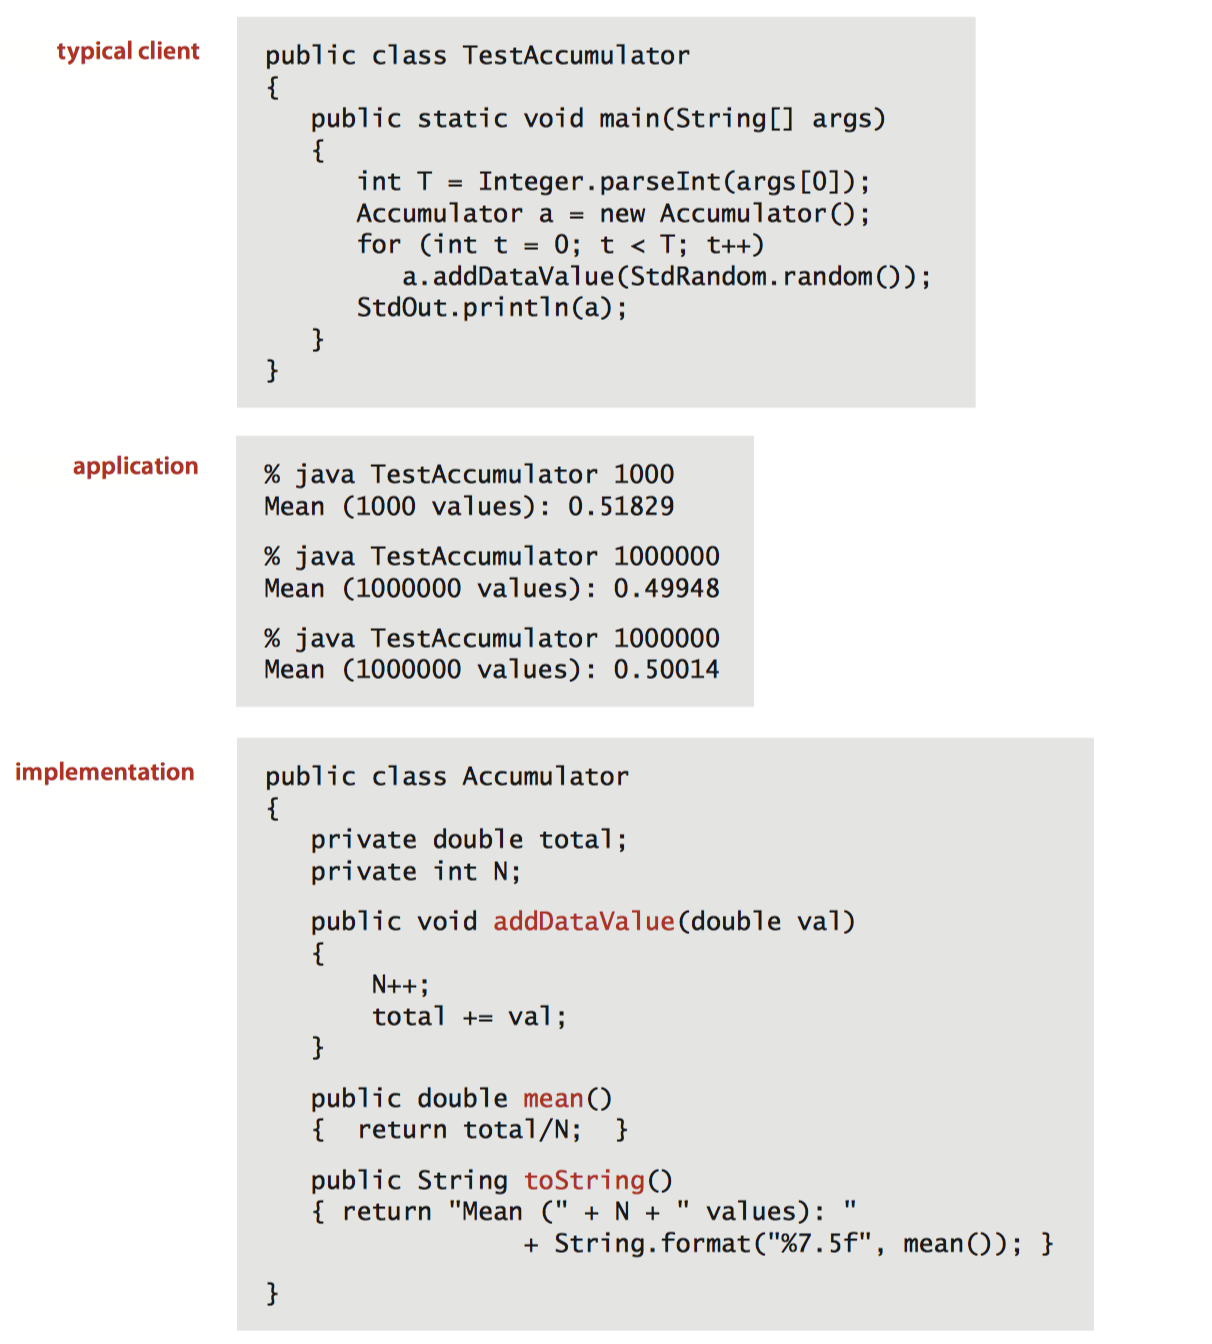 typical client
public class TestAccumulator
{
   public static void main(String[] args)
   {
      int T = Integer.parseInt(args[0]);
      Accumulator a = new Accumulator();
      for (int t = 0; t < T; t++)
         a.addDataValue(StdRandom.random());
      StdOut.println(a);
   }
}
application
% java TestAccumulator 1000
Mean (1000 values): 0.51829
% java TestAccumulator 1000000
Mean (1000000 values): 0.49948
% java TestAccumulator 1000000
Mean (1000000 values): 0.50014
implementation
public class Accumulator
{
   private double total;
   private int N;
   public void addDataValue(double val)
   {
       N++;
       total += val;
   }
   public double mean()
   {  return total/N;  }
   public String toString()
   { return "Mean (" + N + " values): "
                 + String.format("%7.5f", mean()); }
}